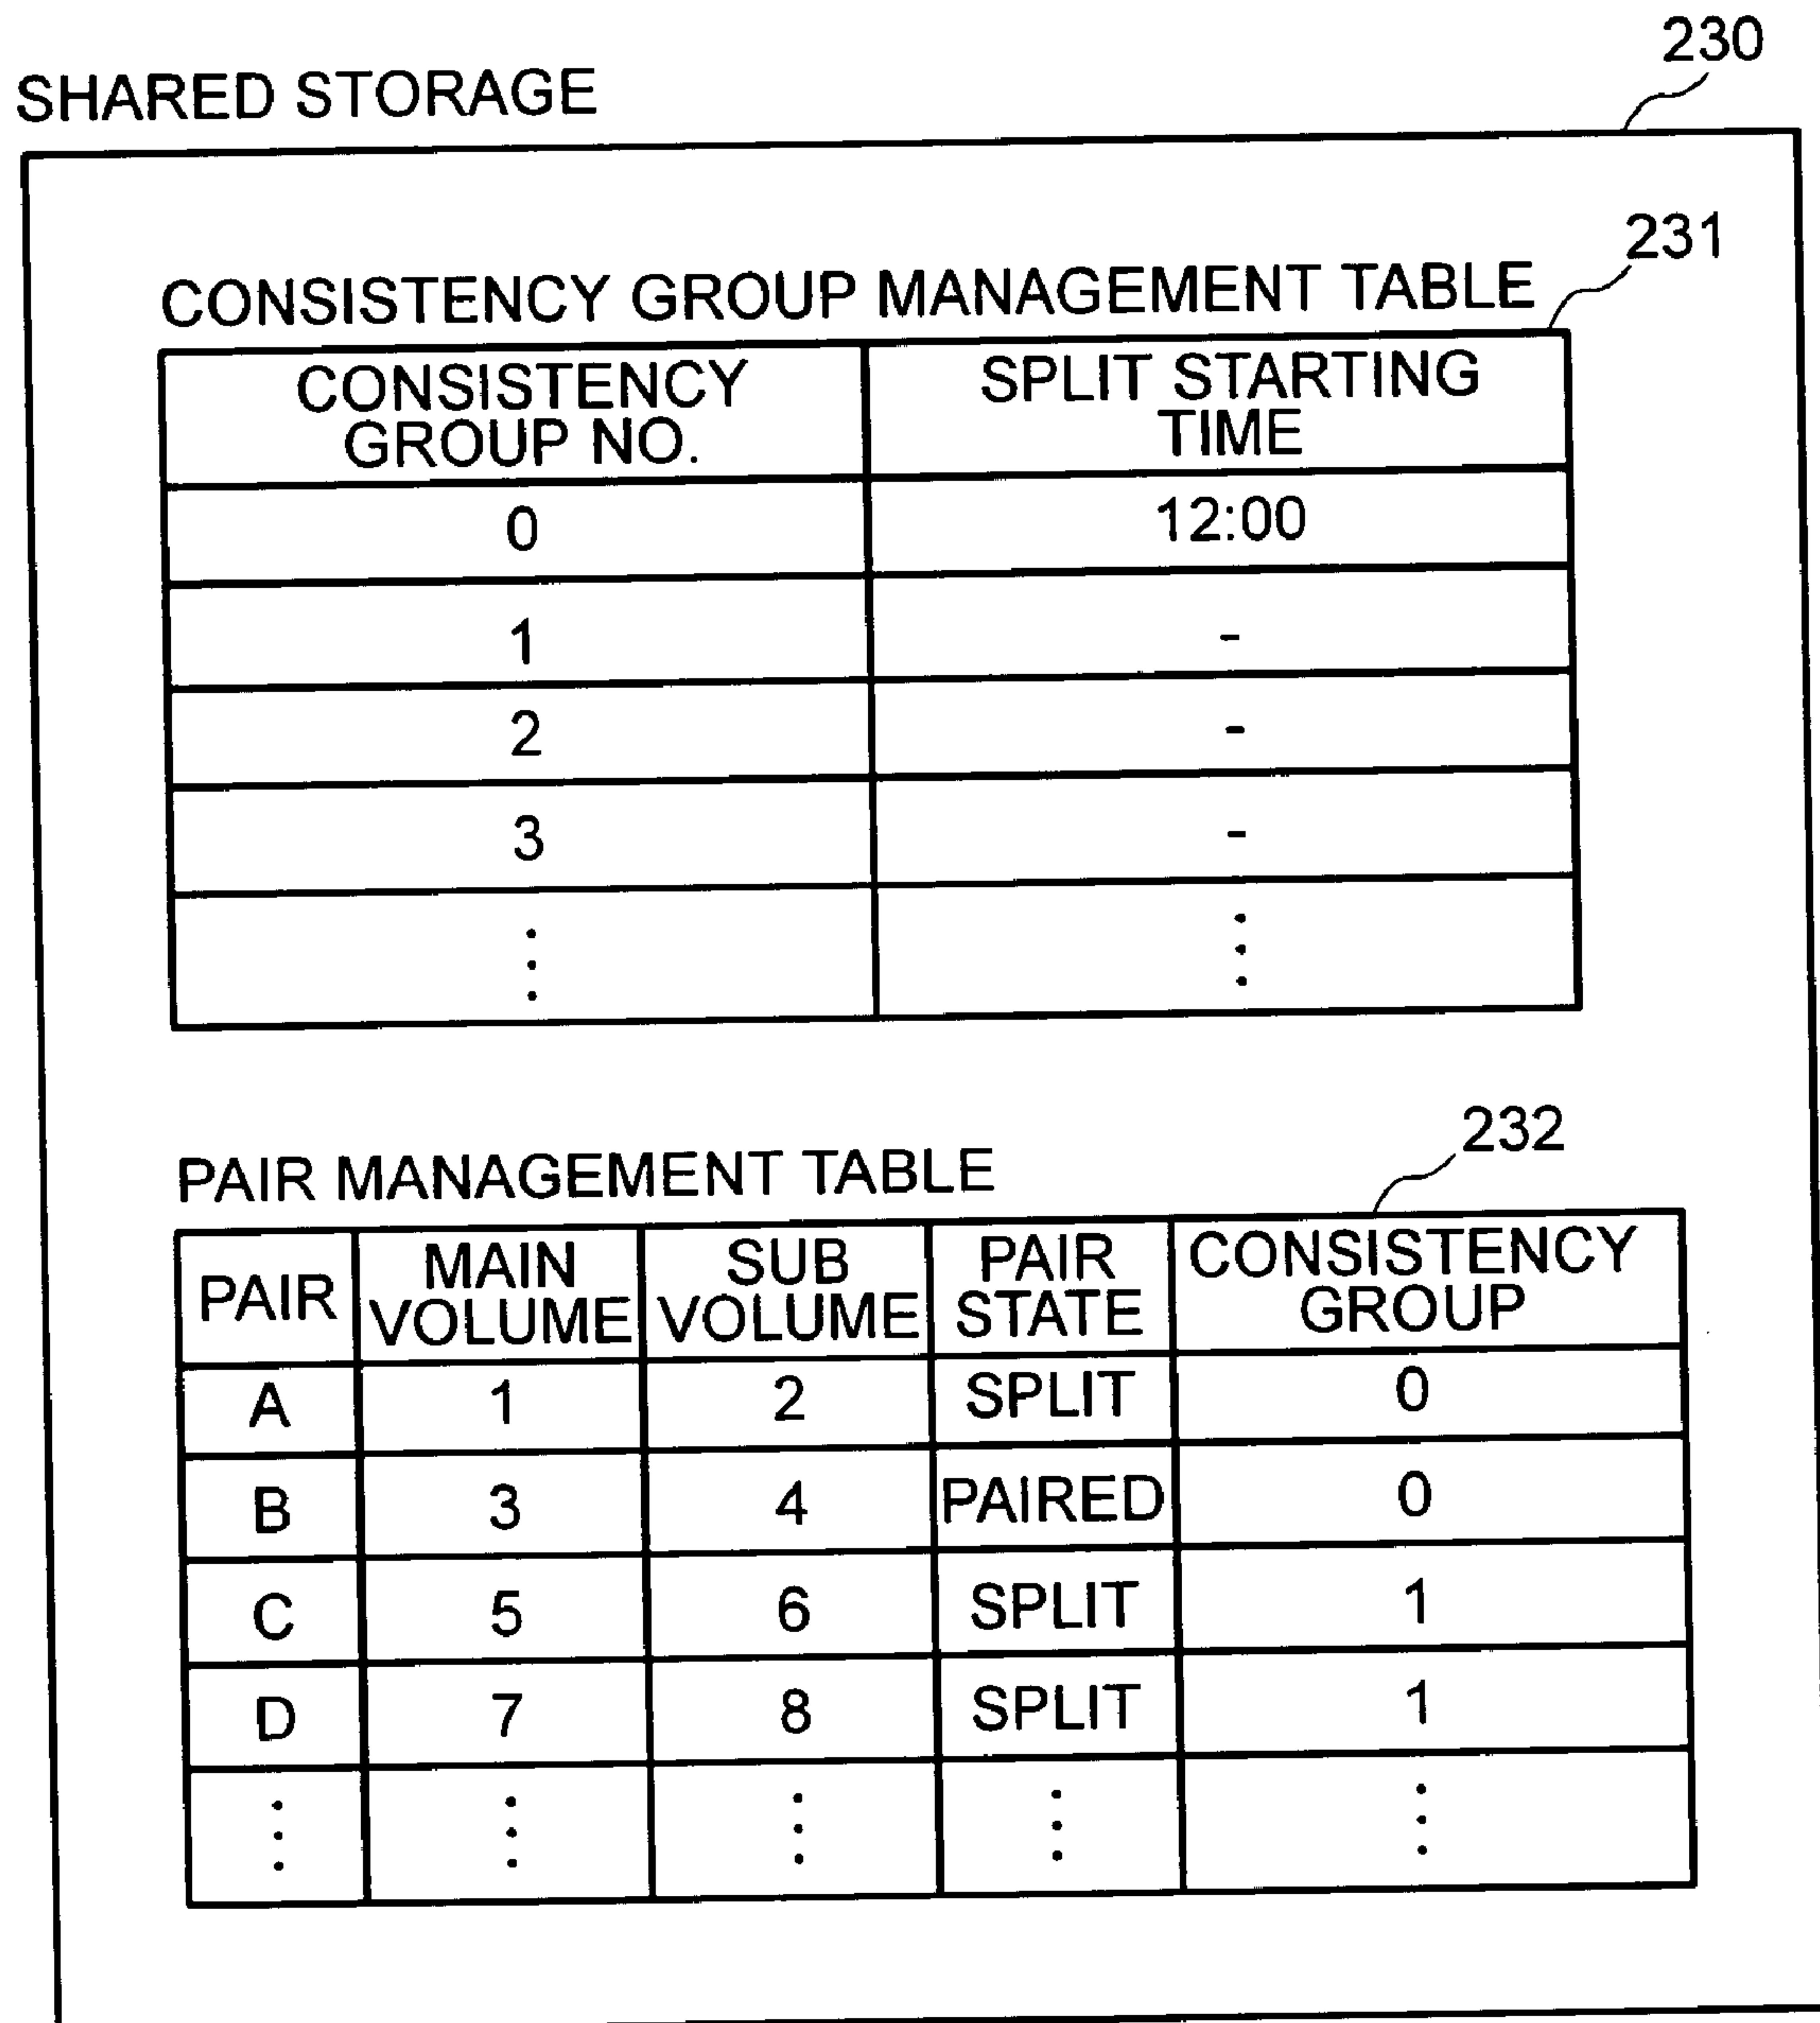 230
SHARED STORAGE
231
CONSISTENCY GROUP MANAGEMENT TABLE
CONSISTENCY GROUP NO. SPLIT STARTING TIME
0 12:00
1 -
2 -
3 -
232
PAIR MANAGEMENT TABLE
PAIR MAIN VOLUME SUB VOLUME PAIR STATE CONSISTENCY GROUP
A 1 2 SPLIT 0
B 3 4 PAIRED 0
C 5 6 SPLIT 1
D 7 8 SPLIT 1